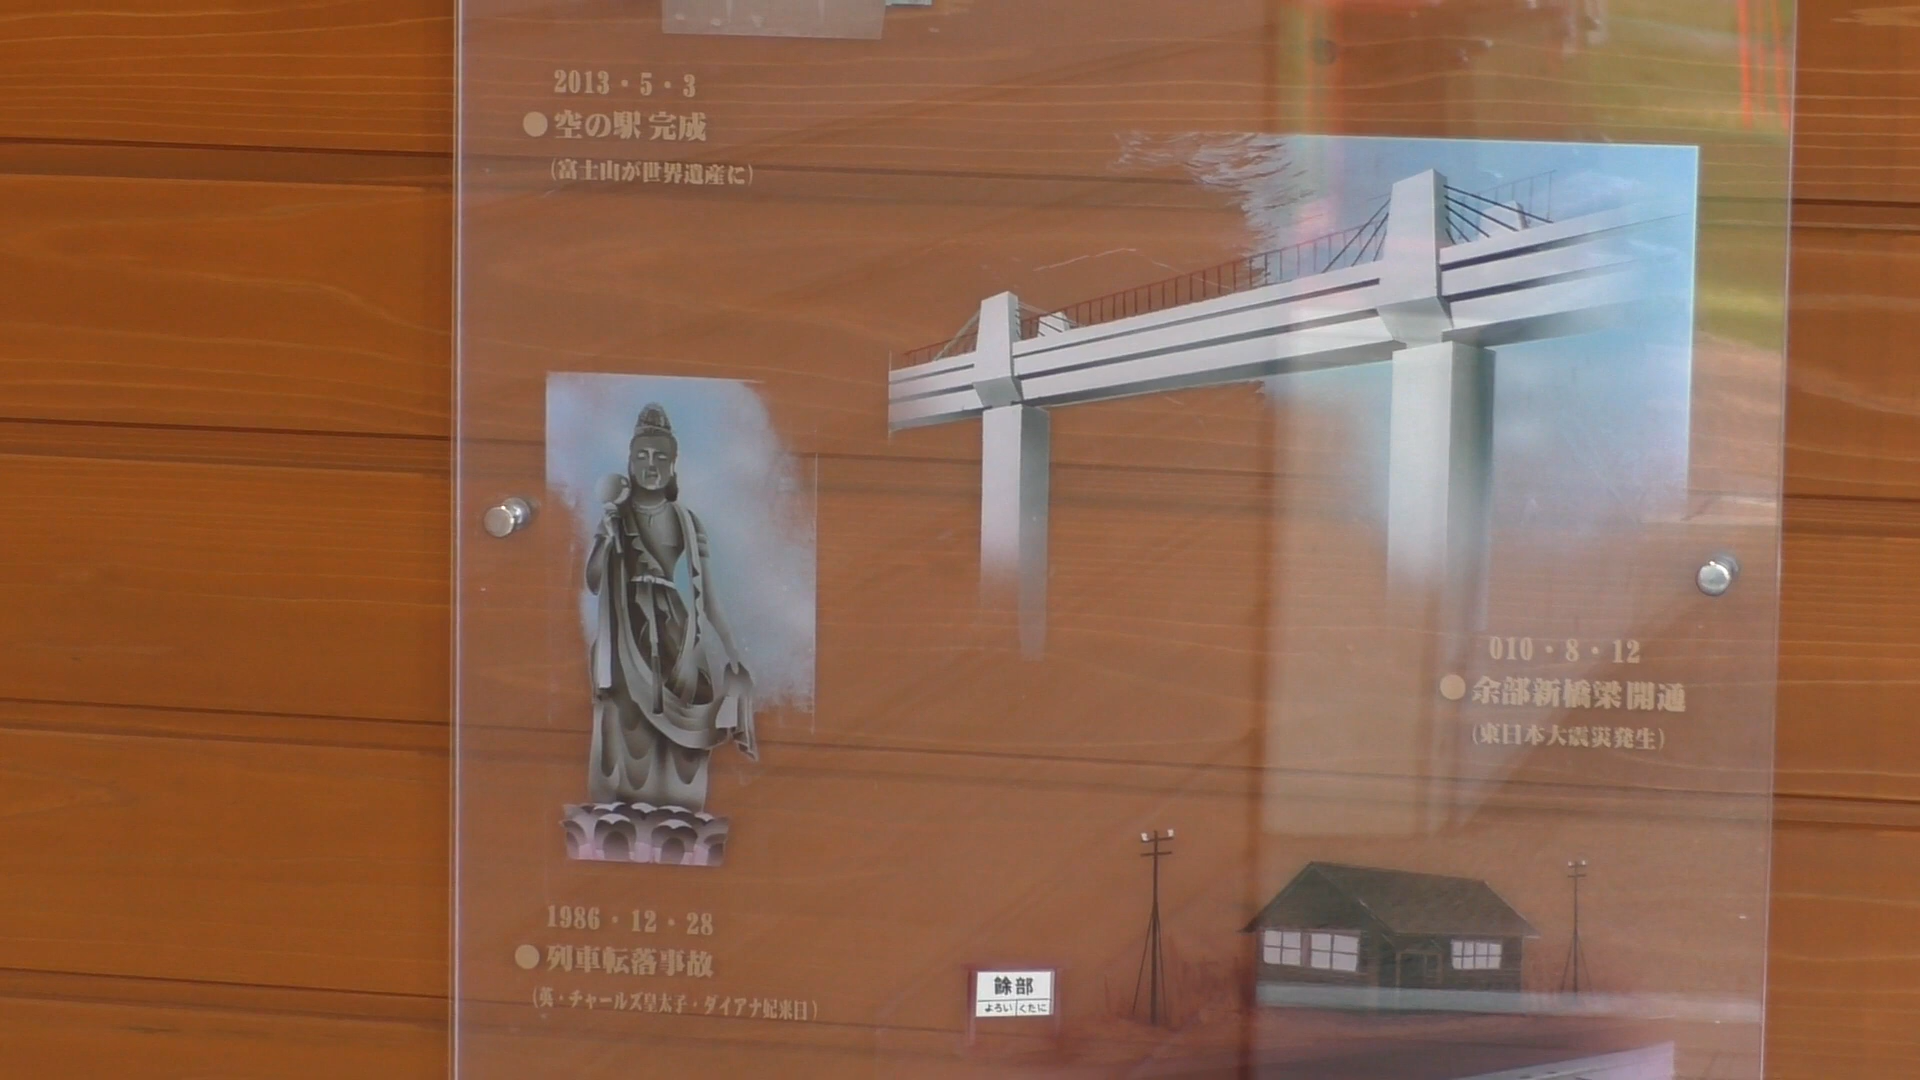 2013・5・3
●空の駅 完成
(富士山が世界遺産に)
010・8・12
●余部新橋梁 開通
(東日本大震災発生)
1986・12・28
●列車転落事故
(英・チャールズ皇太子・ダイアナ妃来日)
餘部
よろい くたに